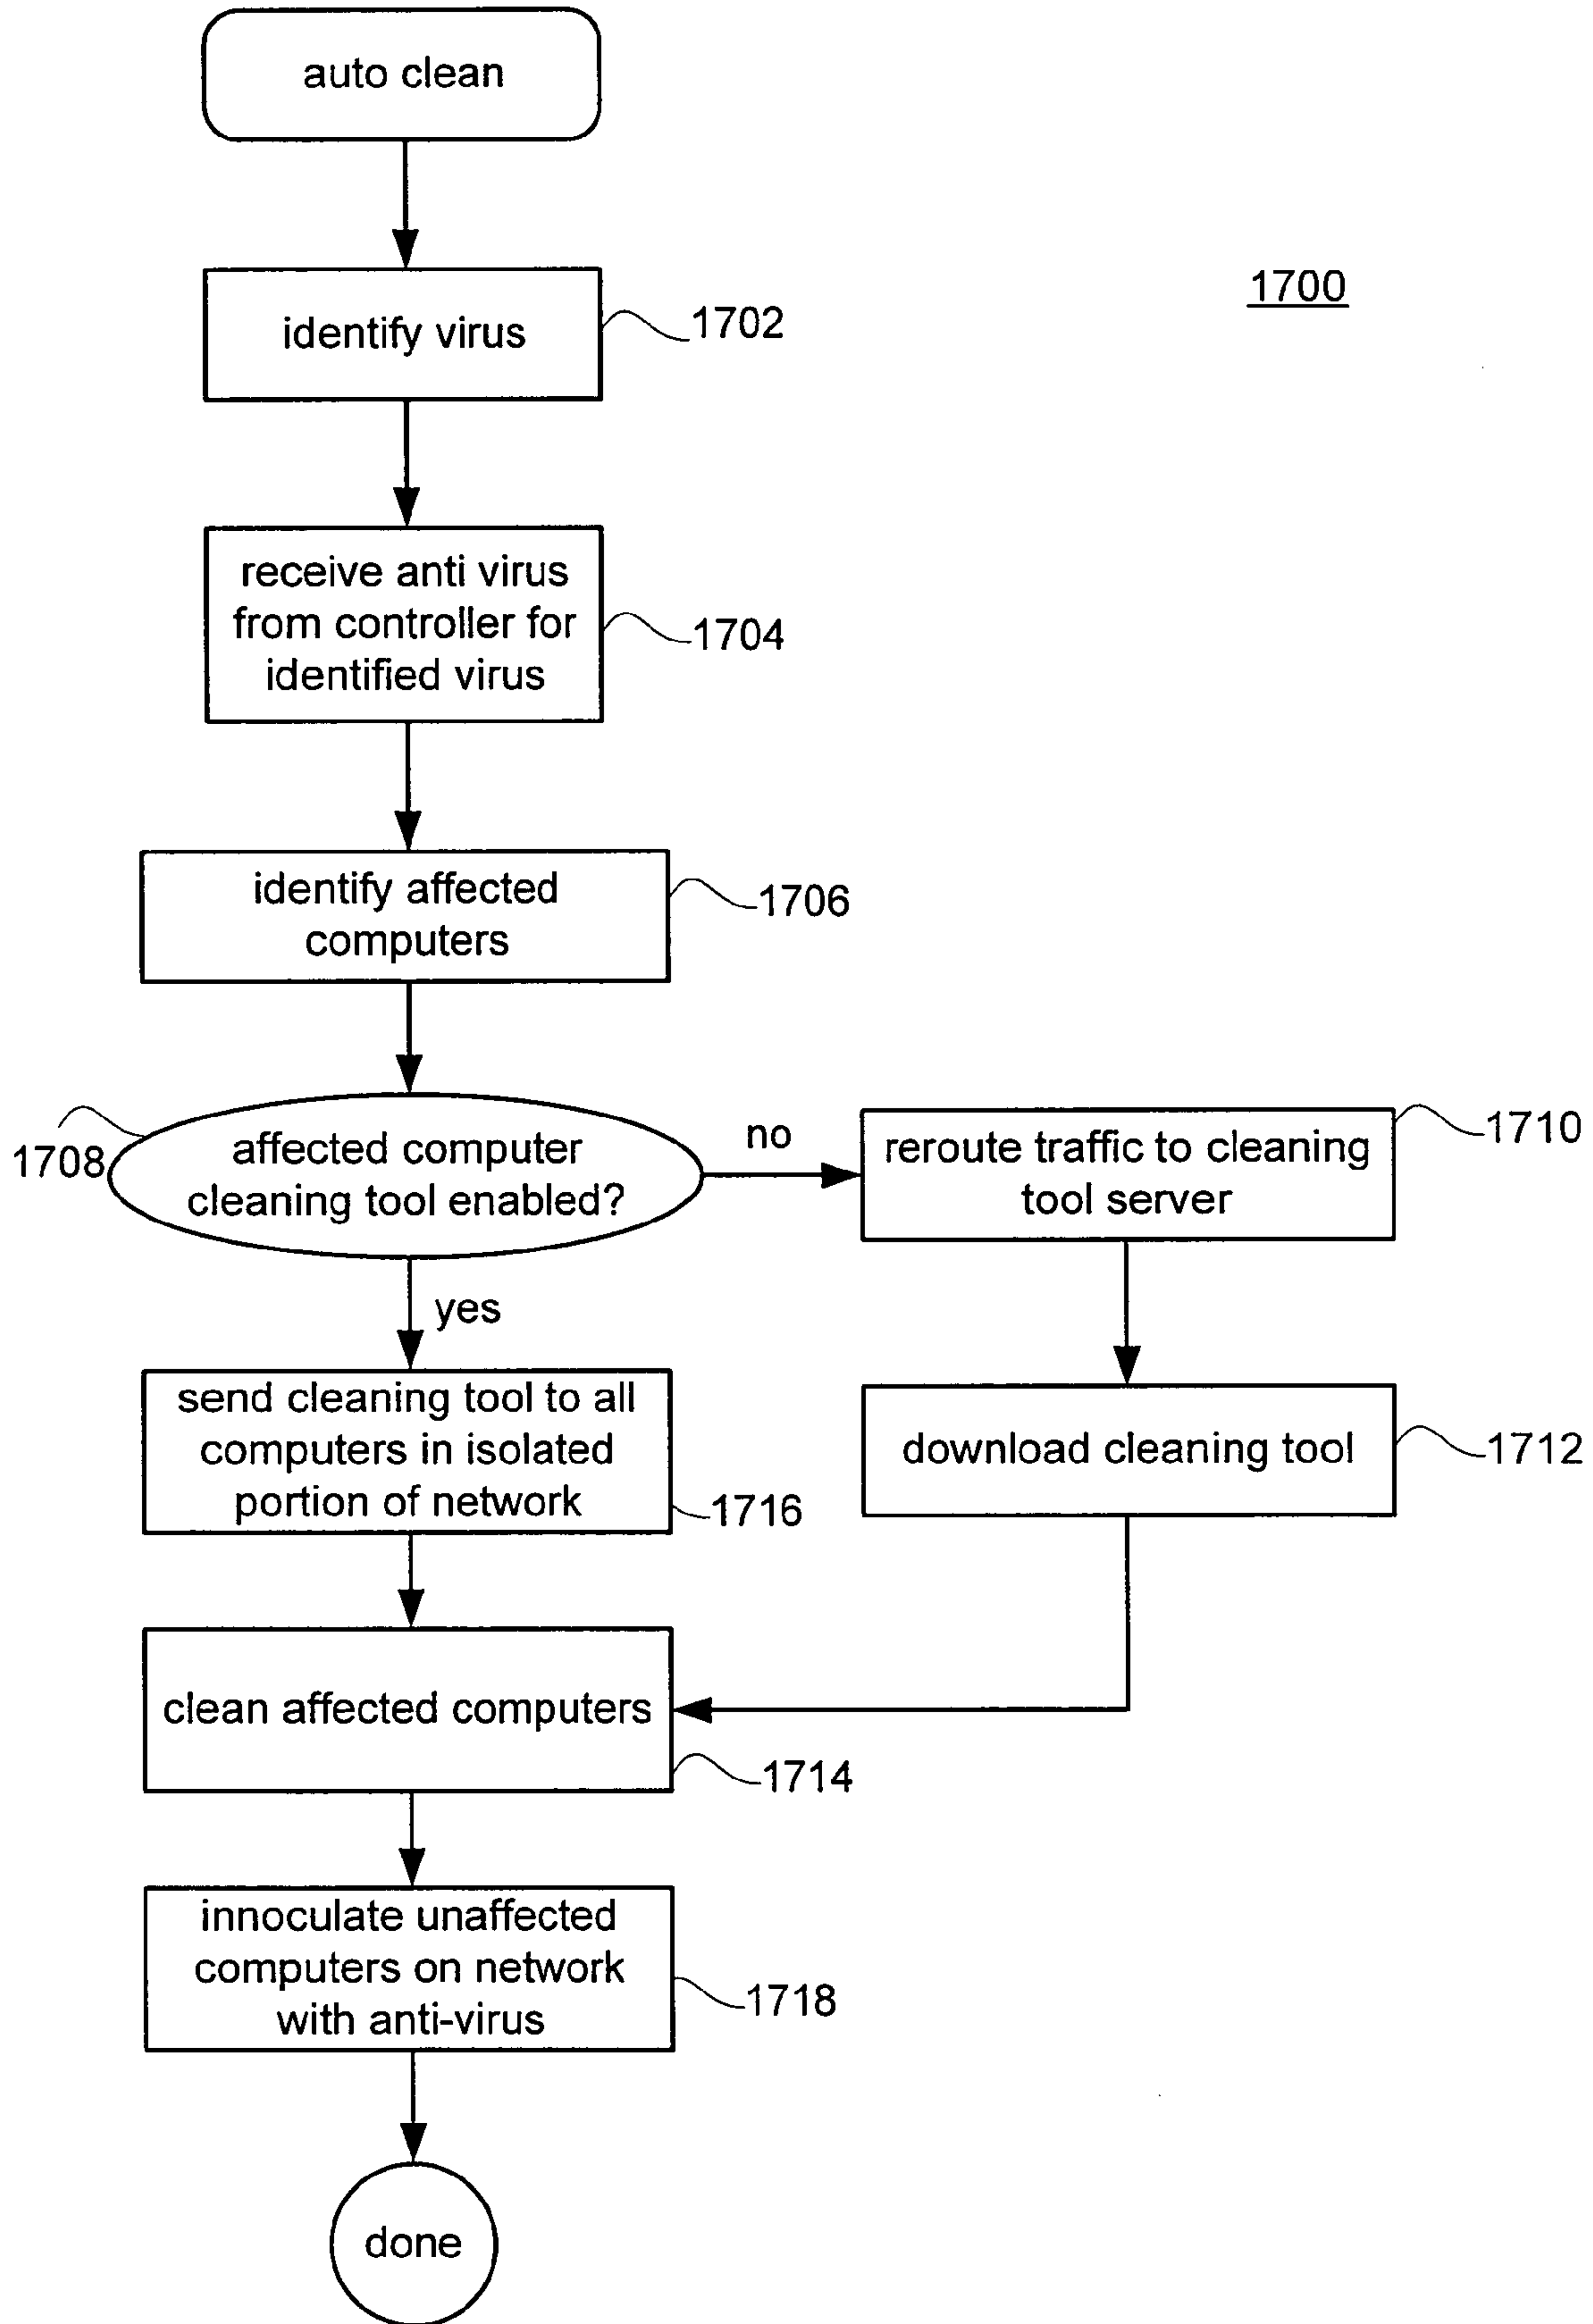 auto clean
1700
identify virus
1702
receive anti virus
from controller for
identified virus
1704
identify affected
computers
1706
1708
affected computer
cleaning tool enabled?
no
reroute traffic to cleaning
tool server
1710
yes
send cleaning tool to all
computers in isolated
portion of network
1716
download cleaning tool
1712
clean affected computers
1714
innoculate unaffected
computers on network
with anti-virus
1718
done